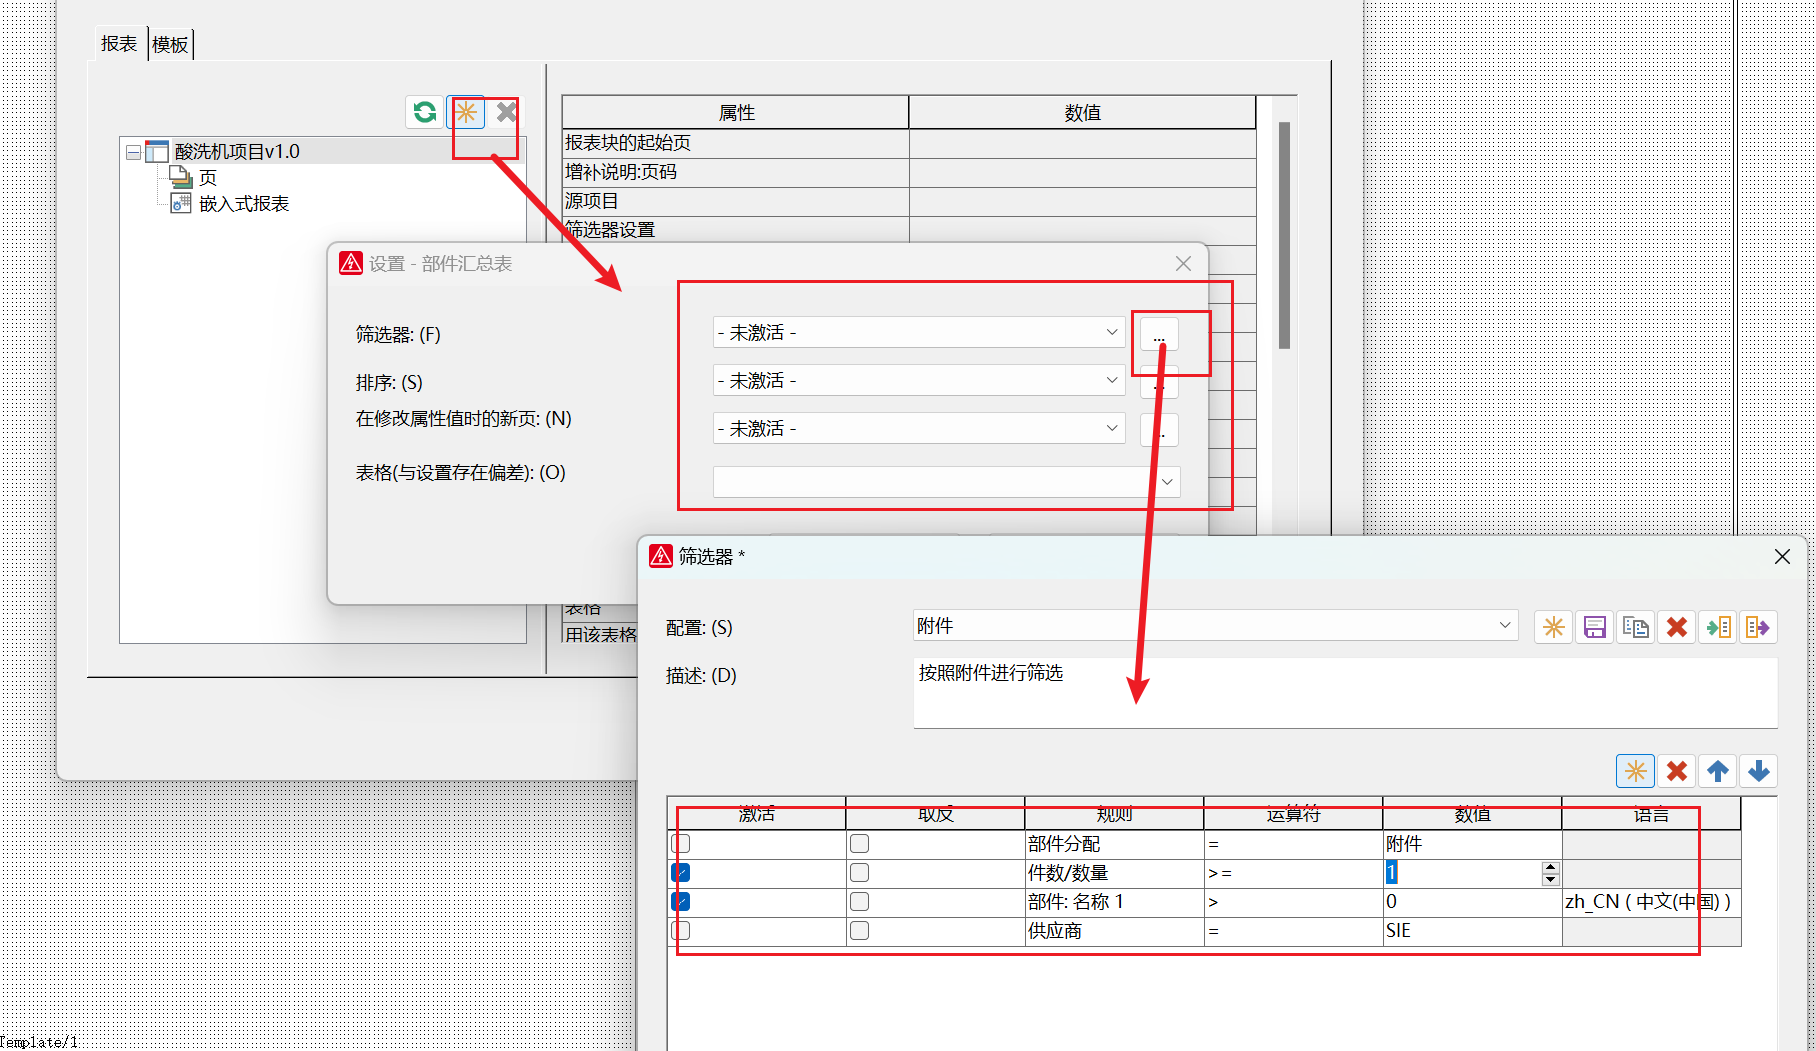 报表 模板
属性 数值
酸洗机项目v1.0
页
嵌入式报表
报表块的起始页
增补说明:页码
源项目
筛选器设置
设置 - 部件汇总表
筛选器: (F) - 未激活 - ...
排序: (S) - 未激活 - ...
在修改属性值时的新页: (N) - 未激活 - ...
表格(与设置存在偏差): (O)
表格
用该表格
筛选器 *
配置: (S) 附件
描述: (D) 按照附件进行筛选
激活 取反 规则 运算符 数值 语言
部件分配 = 附件
件数/数量 >= 1
部件: 名称 1 > 0 zh_CN ( 中文(中国) )
供应商 = SIE
Template/1